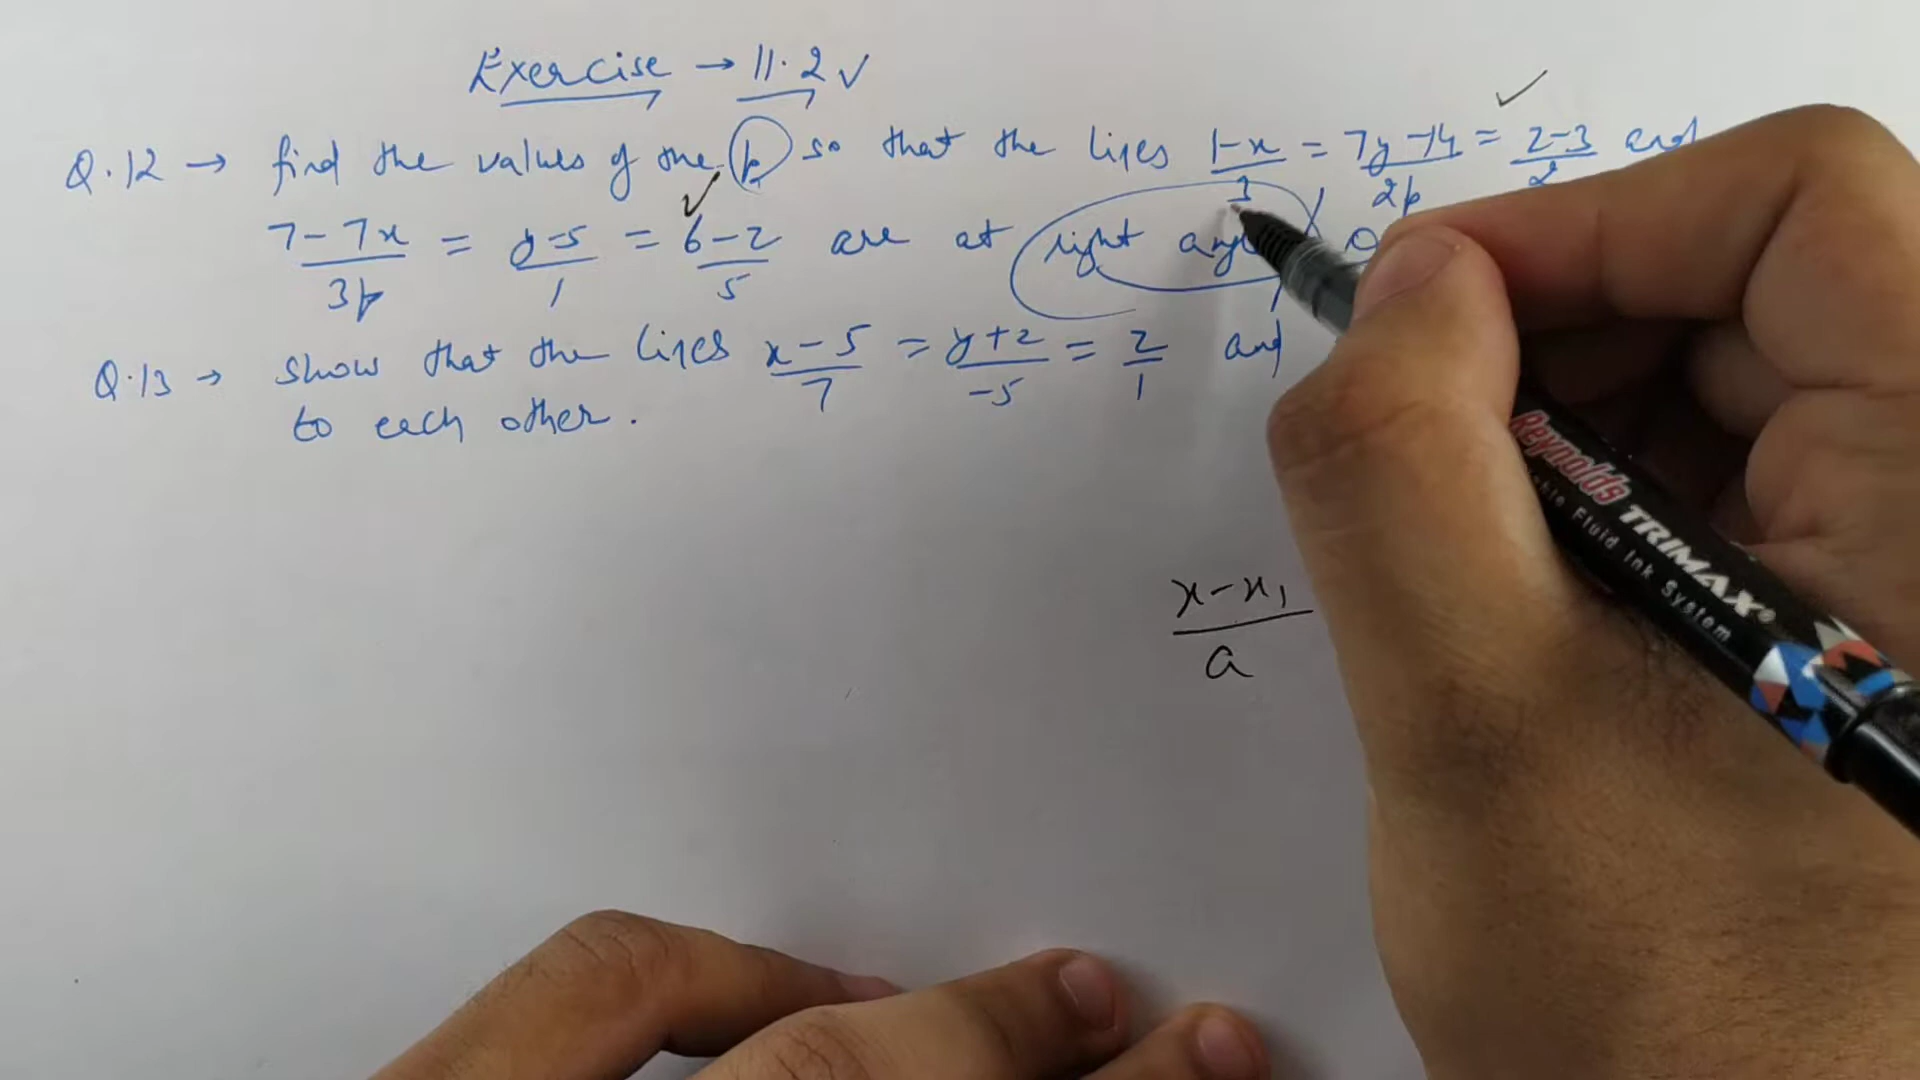 Exercise → 11.2 ✓
Q.12 → find the values of the p so that the lines 1-x/3 = 7y-14/2p = z-3/2 and
7-7x/3p = y-5/1 = 6-z/5 are at right angle
Q.13 → show that the lines x-5/7 = y+2/-5 = z/1 and
to each other.
x-x₁/a
Reynolds TRIMAX®
Fluid Ink System